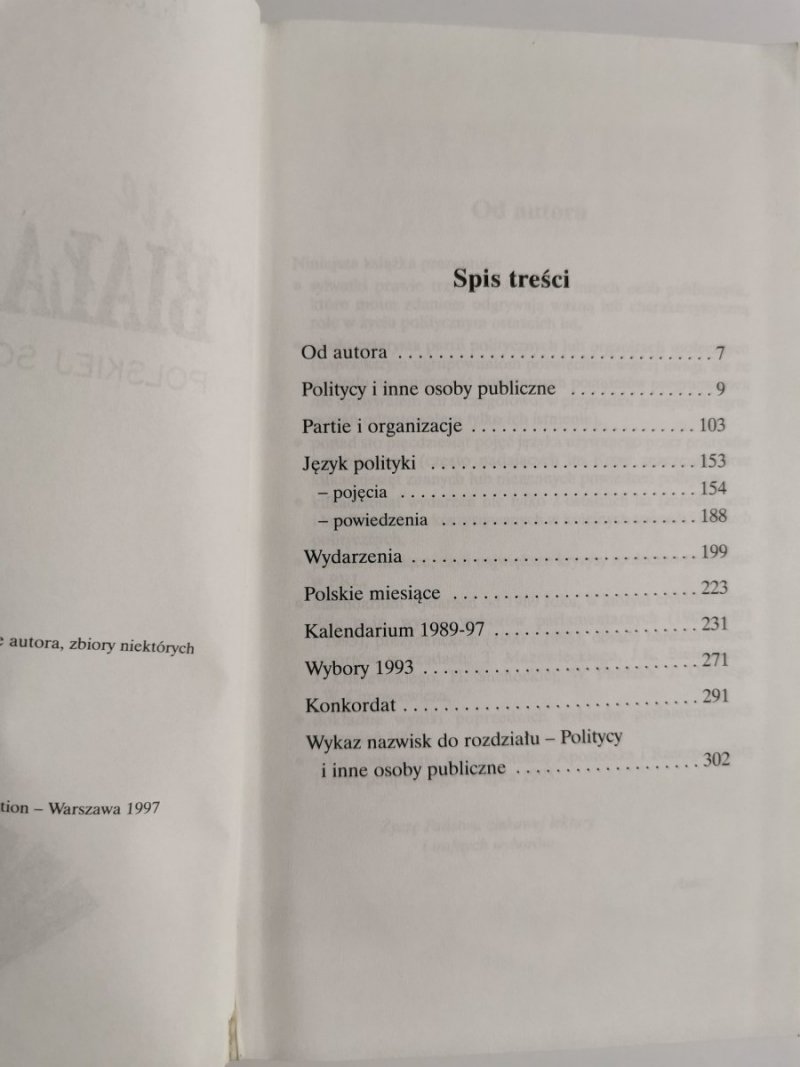 e autora, zbiory niektórych
tion – Warszawa 1997
Spis treści
Od autora . . . . . . . . . . . . . . . . . . . . . . . . . . . . . . . . 7
Politycy i inne osoby publiczne . . . . . . . . . . . . . . . 9
Partie i organizacje . . . . . . . . . . . . . . . . . . . . . . . 103
Język polityki . . . . . . . . . . . . . . . . . . . . . . . . . . . 153
– pojęcia . . . . . . . . . . . . . . . . . . . . . . . . . . . . . . 154
– powiedzenia . . . . . . . . . . . . . . . . . . . . . . . . . . 188
Wydarzenia . . . . . . . . . . . . . . . . . . . . . . . . . . . . . 199
Polskie miesiące . . . . . . . . . . . . . . . . . . . . . . . . . 223
Kalendarium 1989-97 . . . . . . . . . . . . . . . . . . . . . 231
Wybory 1993 . . . . . . . . . . . . . . . . . . . . . . . . . . . . 271
Konkordat . . . . . . . . . . . . . . . . . . . . . . . . . . . . . . 291
Wykaz nazwisk do rozdziału – Politycy
i inne osoby publiczne . . . . . . . . . . . . . . . . . . . 302